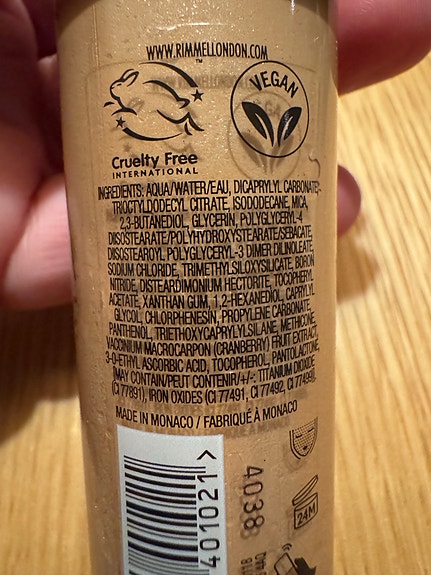 WWW.RIMMELLONDON.COM
TM
VEGAN
Cruelty Free
INTERNATIONAL
INGREDIENTS: AQUA/WATER/EAU, DICAPRYLYL CARBONATE,
TRIOCTYLDODECYL CITRATE, ISODODECANE, MICA,
2,3-BUTANEDIOL, GLYCERIN, POLYGLYCERYL-4
DIISOSTEARATE/POLYHYDROXYSTEARATE/SEBACATE,
DIISOSTEAROYL POLYGLYCERYL-3 DIMER DILINOLEATE,
SODIUM CHLORIDE, TRIMETHYLSILOXYSILICATE, BORON
NITRIDE, DISTEARDIMONIUM HECTORITE, TOCOPHERYL
ACETATE, XANTHAN GUM, 1,2-HEXANEDIOL, CAPRYLYL
GLYCOL, CHLORPHENESIN, PROPYLENE CARBONATE,
PANTHENOL, TRIETHOXYCAPRYLYLSILANE, METHICONE,
VACCINIUM MACROCARPON (CRANBERRY) FRUIT EXTRACT,
3-O-ETHYL ASCORBIC ACID, TOCOPHEROL, PANTOLACTONE,
[MAY CONTAIN/PEUT CONTENIR/+/-: TITANIUM DIOXIDE
(CI 77891), IRON OXIDES (CI 77491, CI 77492, CI 77499)].
MADE IN MONACO / FABRIQUÉ À MONACO
401021>
4038
24M